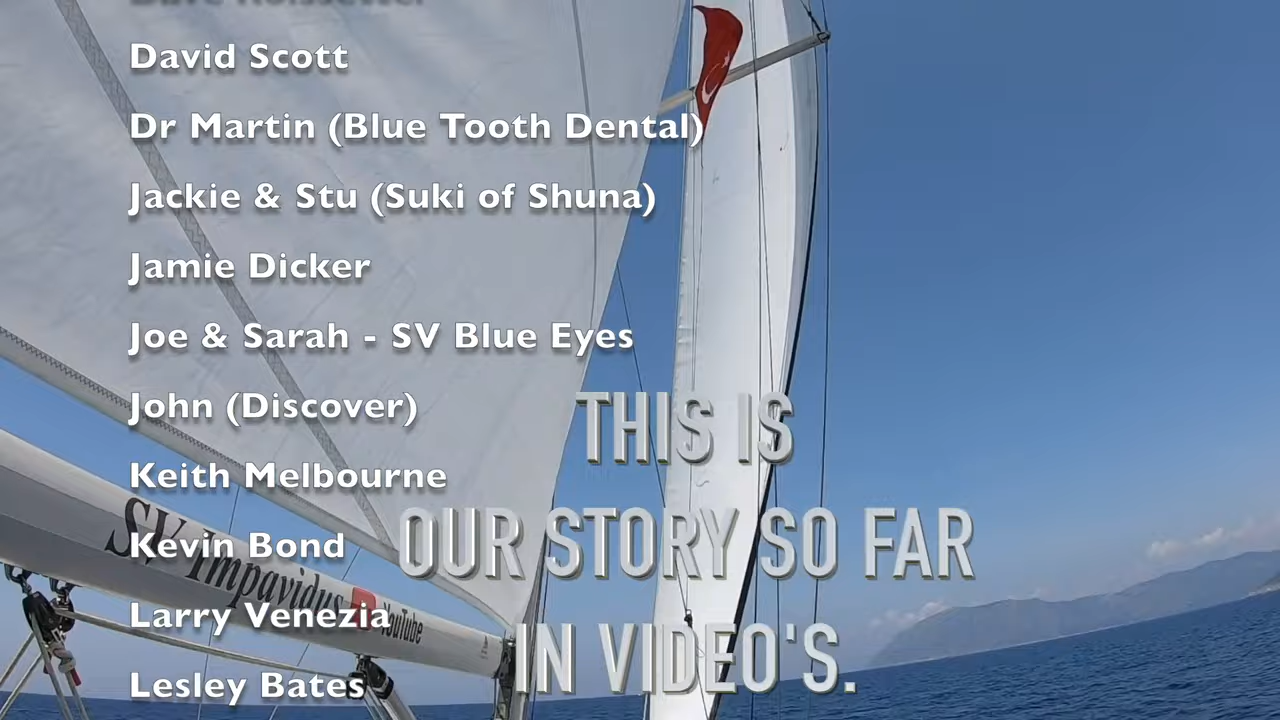 David Scott
Dr Martin (Blue Tooth Dental)
Jackie & Stu (Suki of Shuna)
Jamie Dicker
Joe & Sarah - SV Blue Eyes
John (Discover)
Keith Melbourne
Kevin Bond
Larry Venezia
Lesley Bates
THIS IS
OUR STORY SO FAR
IN VIDEO'S.
SV Impavidus YouTube